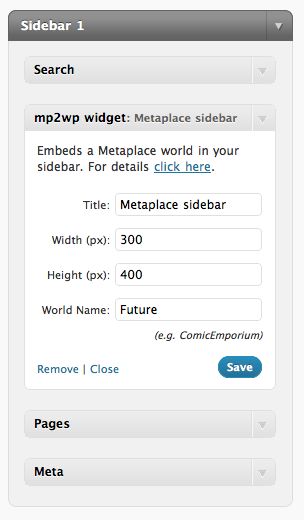 Sidebar 1
Search
mp2wp widget: Metaplace sidebar
Embeds a Metaplace world in your
sidebar. For details click here.
Title: Metaplace sidebar
Width (px): 300
Height (px): 400
World Name: Future
(e.g. ComicEmporium)
Remove | Close Save
Pages
Meta